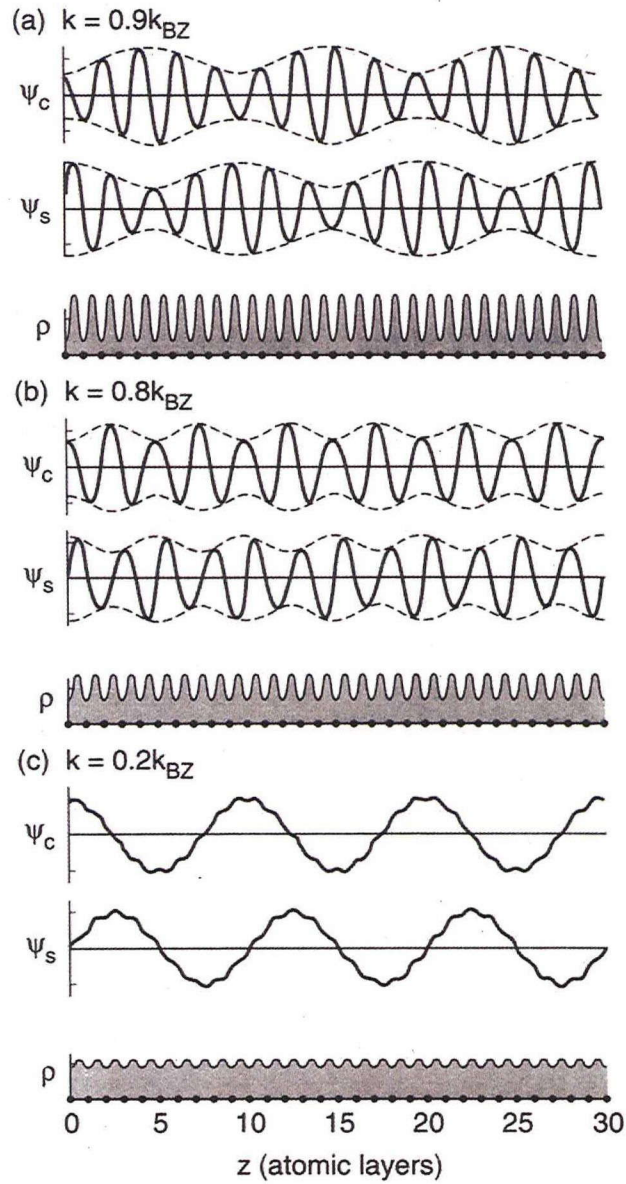 (a) k = 0.9k_BZ
ψ_c
ψ_s
ρ
(b) k = 0.8k_BZ
ψ_c
ψ_s
ρ
(c) k = 0.2k_BZ
ψ_c
ψ_s
ρ
0 5 10 15 20 25 30
z (atomic layers)